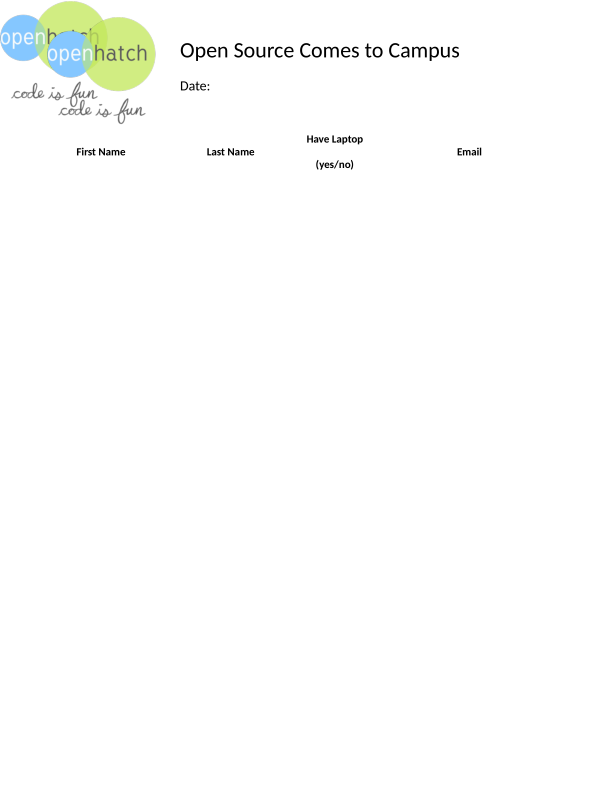 openhatch
openhatch
code is fun
code is fun
Open Source Comes to Campus
Date:
First Name
Last Name
Have Laptop
(yes/no)
Email